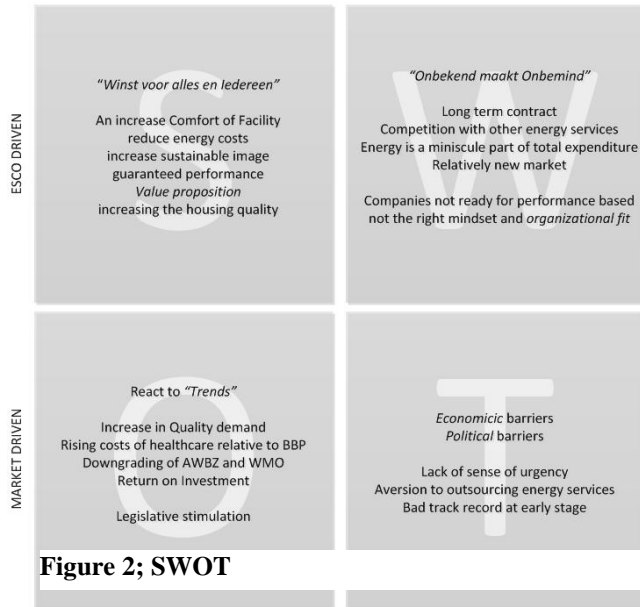 ESCO DRIVEN
S
“Winst voor alles en Iedereen”
An increase Comfort of Facility
reduce energy costs
increase sustainable image
guaranteed performance
Value proposition
increasing the housing quality
W
“Onbekend maakt Onbemind”
Long term contract
Competition with other energy services
Energy is a miniscule part of total expenditure
Relatively new market
Companies not ready for performance based
not the right mindset and organizational fit
MARKET DRIVEN
O
React to “Trends”
Increase in Quality demand
Rising costs of healthcare relative to BBP
Downgrading of AWBZ and WMO
Return on Investment
Legislative stimulation
T
Economicic barriers
Political barriers
Lack of sense of urgency
Aversion to outsourcing energy services
Bad track record at early stage
Figure 2; SWOT